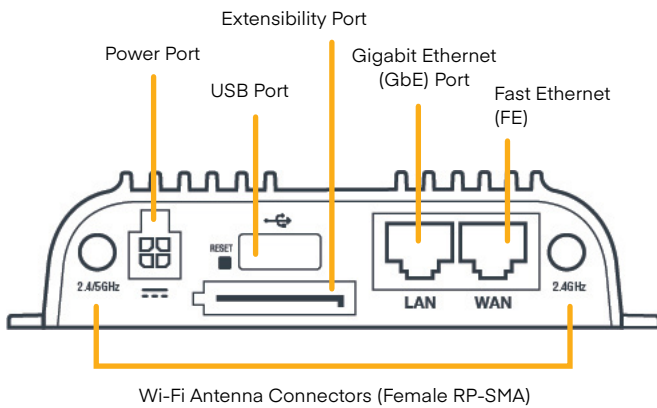 Extensibility Port
Power Port
Gigabit Ethernet
(GbE) Port
USB Port
Fast Ethernet
(FE)
RESET
2.4/5GHz
LAN
WAN
2.4GHz
Wi-Fi Antenna Connectors (Female RP-SMA)